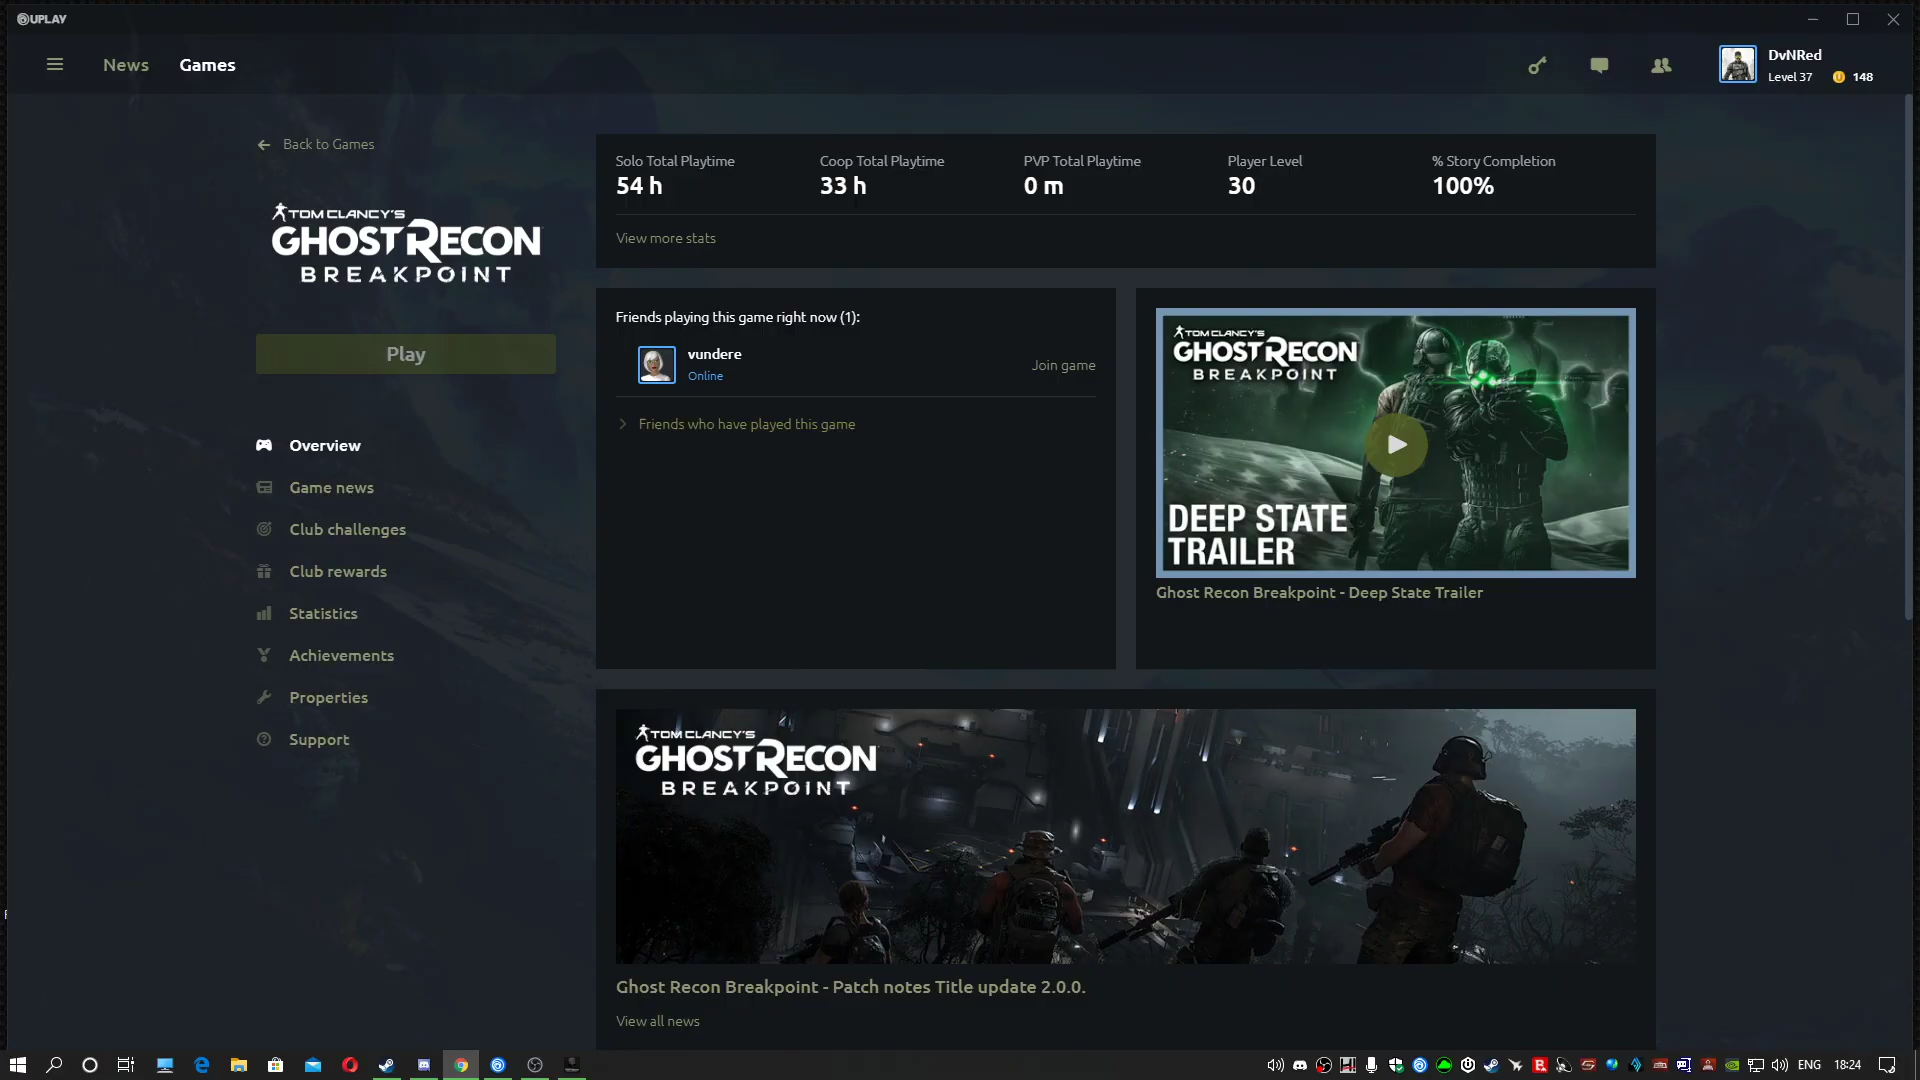 UPLAY
News
Games
DvNRed
Level 37
148
Back to Games
TOM CLANCY'S
GHOST RECON
BREAKPOINT
Play
Overview
Game news
Club challenges
Club rewards
Statistics
Achievements
Properties
Support
Solo Total Playtime
54 h
Coop Total Playtime
33 h
PVP Total Playtime
0 m
Player Level
30
% Story Completion
100%
View more stats
Friends playing this game right now (1):
vundere
Online
Join game
Friends who have played this game
TOM CLANCY'S
GHOST RECON
BREAKPOINT
DEEP STATE
TRAILER
Ghost Recon Breakpoint - Deep State Trailer
TOM CLANCY'S
GHOST RECON
BREAKPOINT
Ghost Recon Breakpoint - Patch notes Title update 2.0.0.
View all news
ENG
18:24